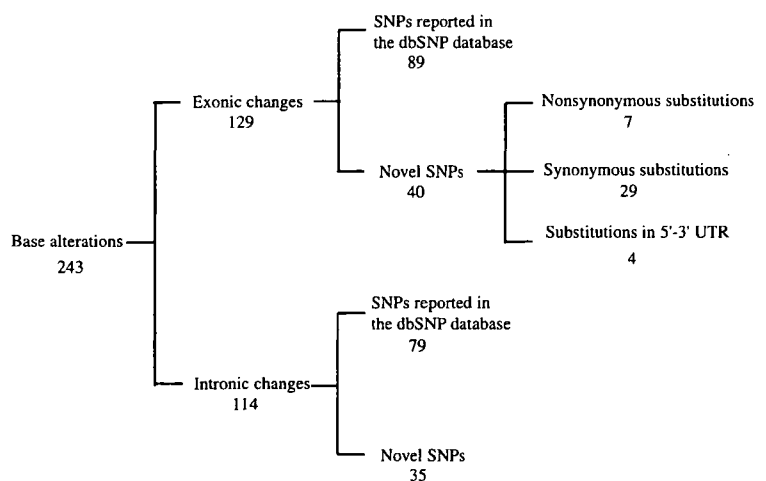 SNPs reported in
the dbSNP database
89
Exonic changes
129
Nonsynonymous substitutions
7
Novel SNPs
40
Synonymous substitutions
29
Substitutions in 5'-3' UTR
4
Base alterations
243
SNPs reported in
the dbSNP database
79
Intronic changes
114
Novel SNPs
35